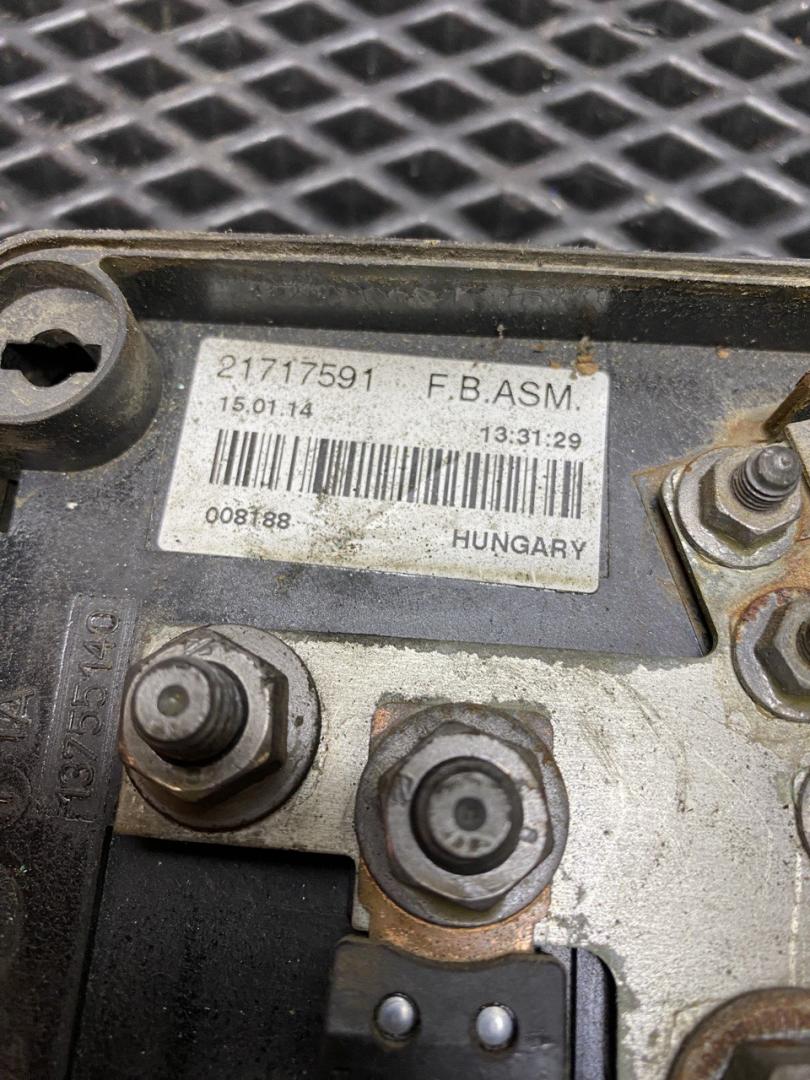 21717591 F.B.ASM.
15.01.14 13:31:29
008188 HUNGARY
13755140
1A